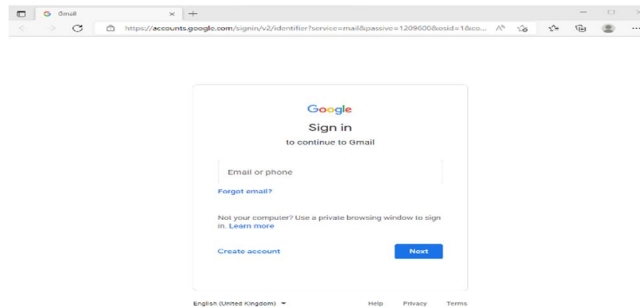 Gmail
https://accounts.google.com/signin/v2/identifier?service=mail&passive=1209600&osid=1&co...
Google
Sign in
to continue to Gmail
Email or phone
Forgot email?
Not your computer? Use a private browsing window to sign
in. Learn more
Create account Next
English (United Kingdom) Help Privacy Terms